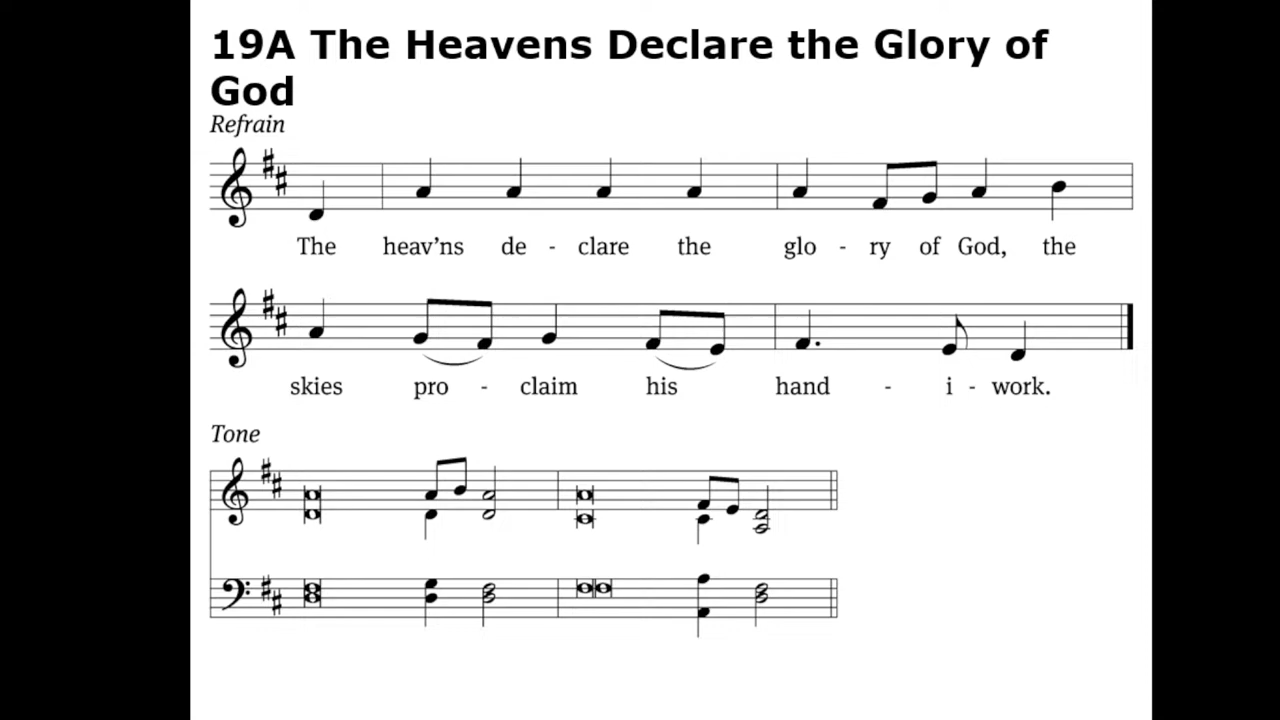 19A The Heavens Declare the Glory of
God
Refrain
The heav’ns de - clare the glo - ry of God, the
skies pro - claim his hand - i - work.
Tone